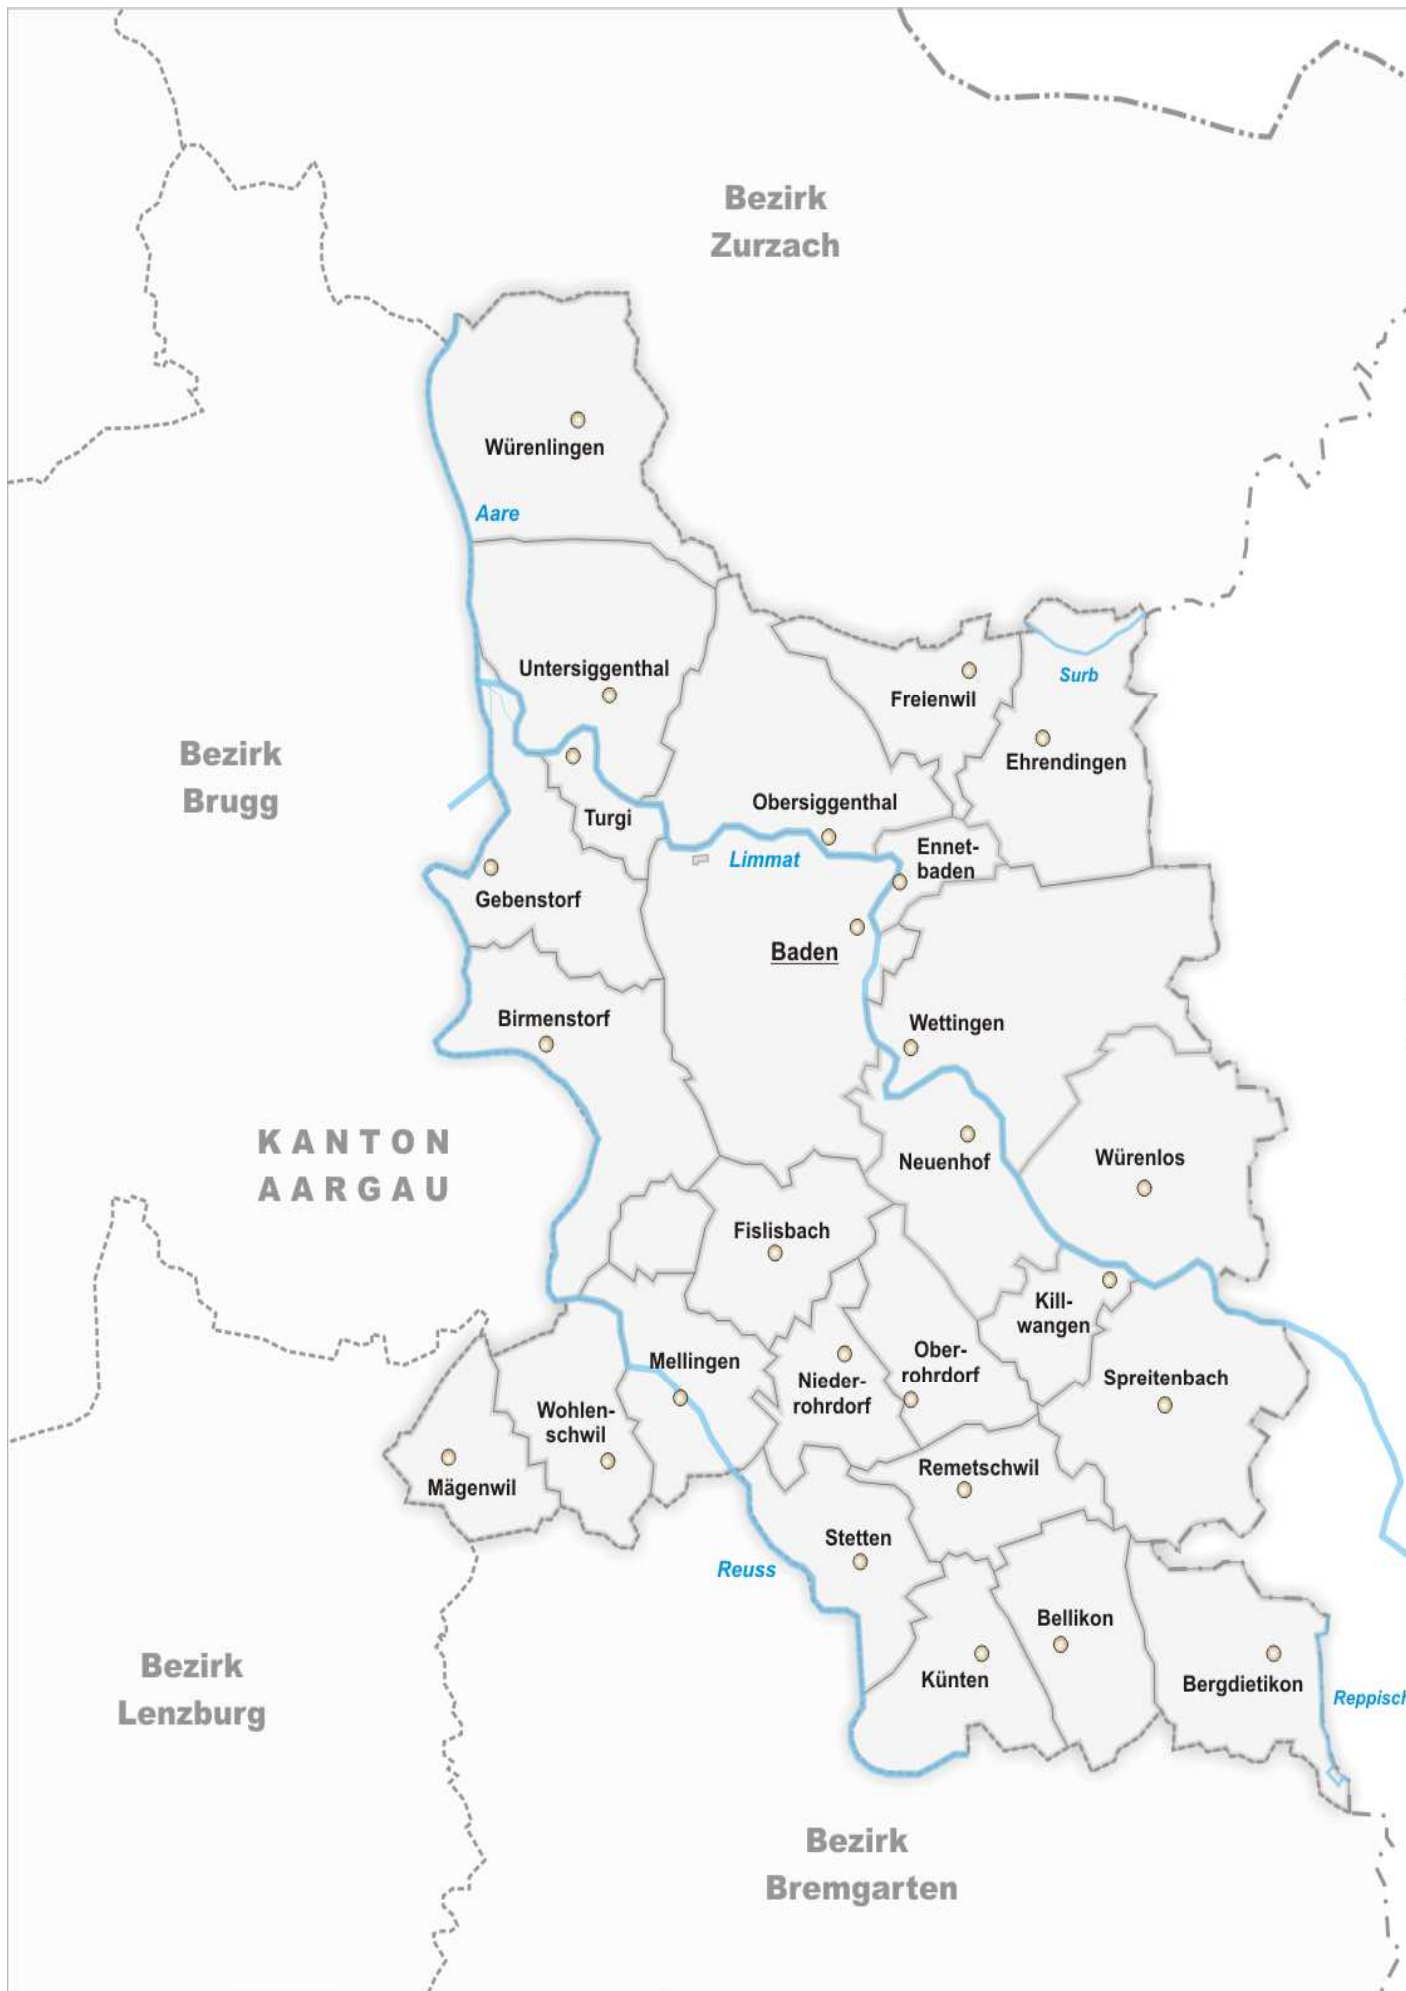 Bezirk
Zurzach
Würenlingen
Aare
Untersiggenthal
Freienwil
Surb
Ehrendingen
Bezirk
Brugg
Obersiggenthal
Turgi
Limmat
Ennet-
baden
Gebenstorf
Baden
Birmenstorf
Wettingen
KANTON
AARGAU
Neuenhof
Würenlos
Fislisbach
Kill-
wangen
Mellingen
Ober-
rohrdorf
Nieder-
rohrdorf
Spreitenbach
Wohlen-
schwil
Mägenwil
Remetschwil
Stetten
Reuss
Bellikon
Künten
Bergdietikon
Bezirk
Lenzburg
Reppisch
Bezirk
Bremgarten